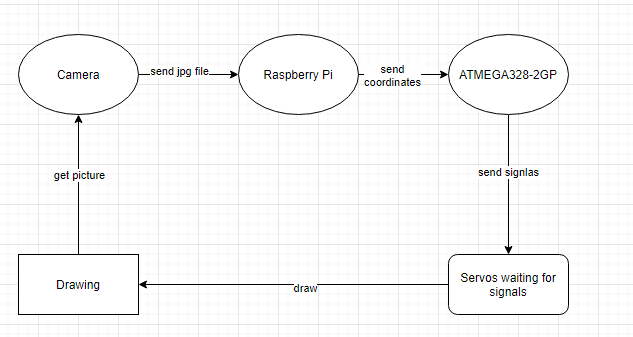 Camera
send jpg file
Raspberry Pi
send
coordinates
ATMEGA328-2GP
get picture
send signlas
Drawing
draw
Servos waiting for
signals